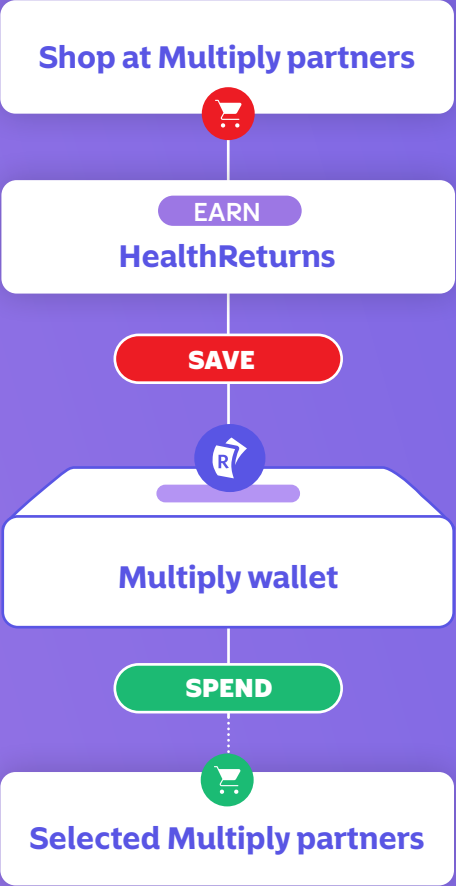 Shop at Multiply partners
EARN
HealthReturns
SAVE
R
Multiply wallet
SPEND
Selected Multiply partners